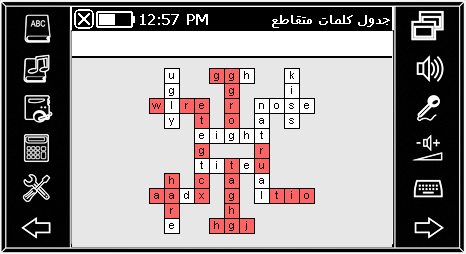 ABC
12:57 PM
جدول كلمات متقاطع
u g g h k
g g i
w l r e r n o s e
y t o a s
e i g h t
g r
t i t e u
h c a a
a a d x g l t i o
r h
e h g j